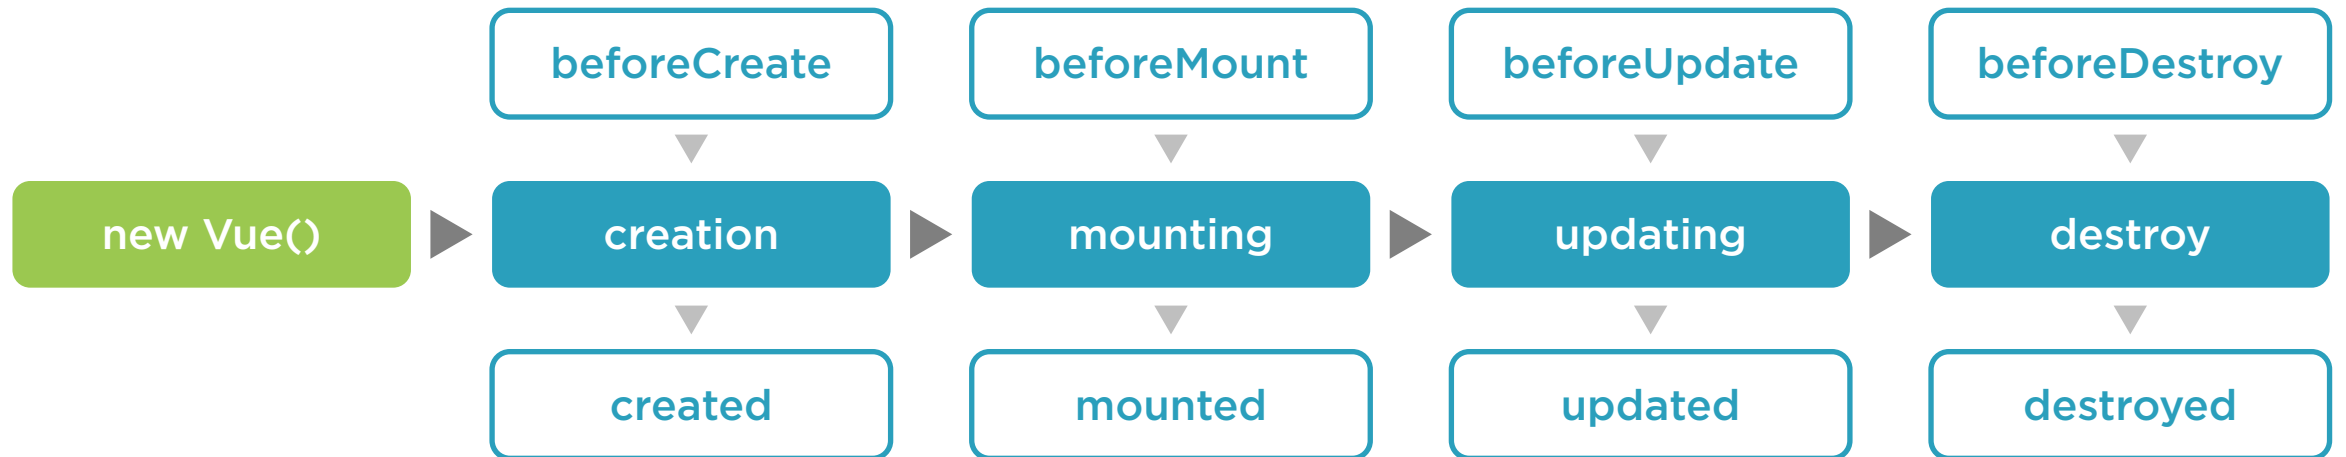 beforeCreate
beforeMount
beforeUpdate
beforeDestroy
new Vue()
creation
mounting
updating
destroy
created
mounted
updated
destroyed